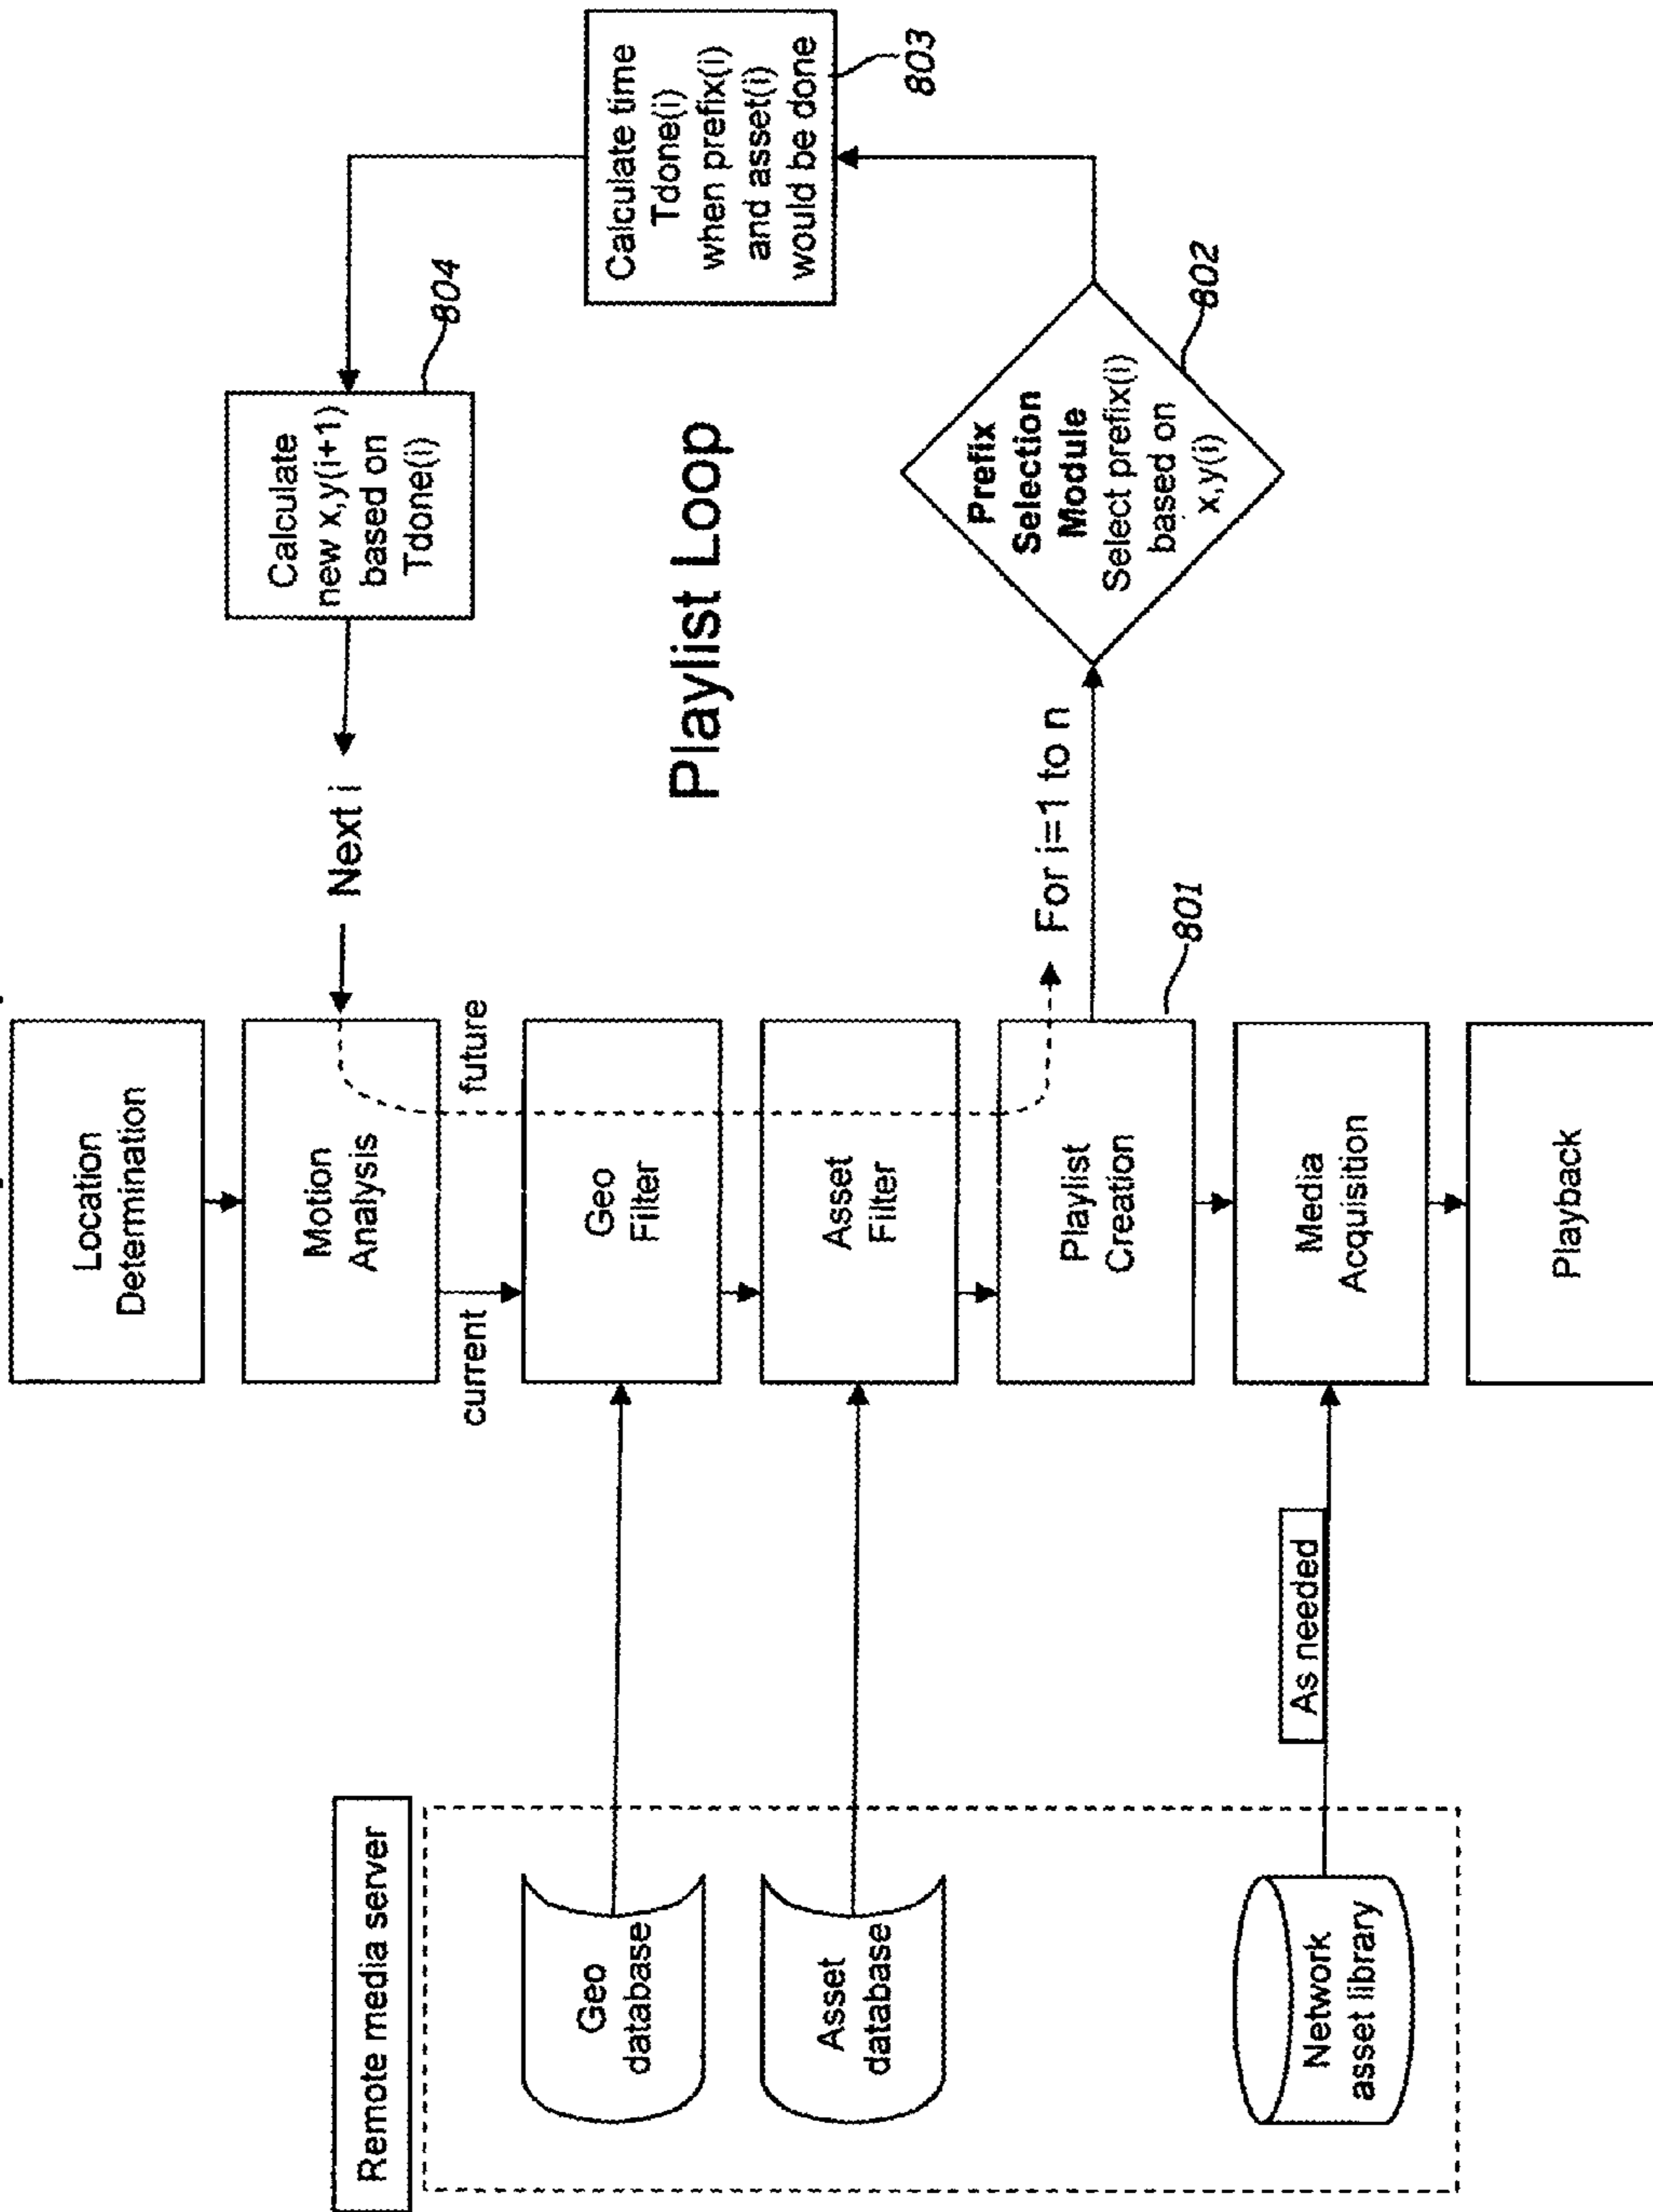 Remote media server
Geo
database
Asset
database
Network
asset library
As needed
Location
Determination
Motion
Analysis
current
future
Geo
Filter
Asset
Filter
Playlist
Creation
801
Media
Acquisition
Playback
Next i
For i=1 to n
Playlist Loop
Calculate
new x,y(i+1)
based on
Tdone(i)
804
Prefix
Selection
Module
Select prefix(i)
based on
x,y(i)
802
Calculate time
Tdone(i)
when prefix(i)
and asset(i)
would be done
803